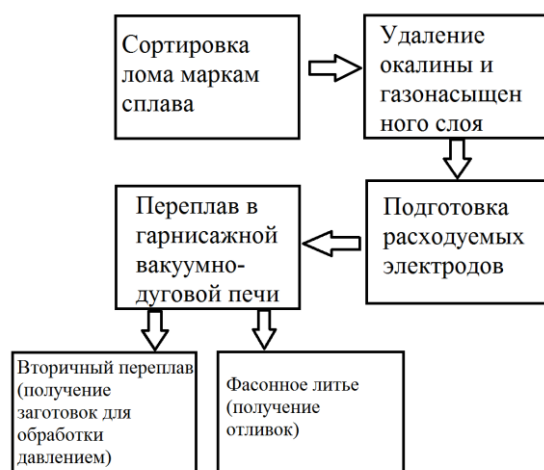 Сортировка
лома маркам
сплава
Удаление
окалины и
газонасыщен
ного слоя
Подготовка
расходуемых
электродов
Переплав в
гарнисажной
вакуумно-
дуговой печи
Вторичный переплав
(получение
заготовок для
обработки
давлением)
Фасонное литье
(получение
отливок)